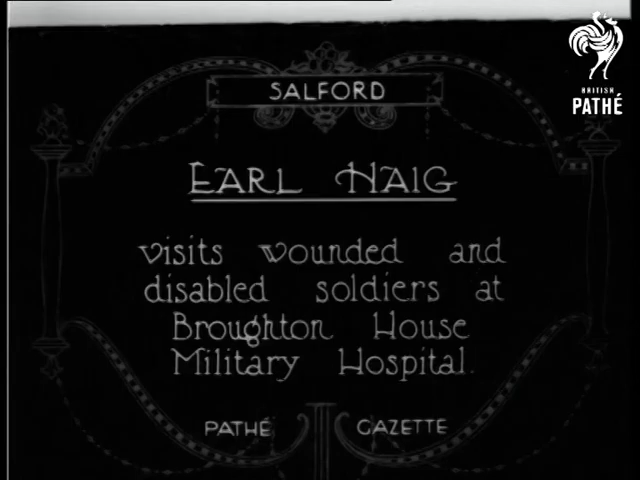 SALFORD
BRITISH
PATHÉ
EARL HAIG
visits wounded and
disabled soldiers at
Broughton House
Military Hospital.
PATHÉ GAZETTE